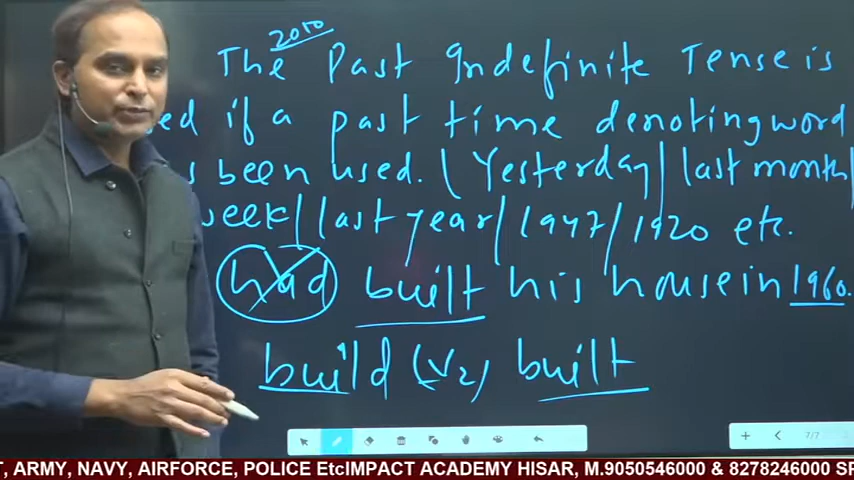 2010
The Past Indefinite Tense is
ed if a past time denoting word
s been used. ( Yesterday / last month /
week / last year / 1947 / 1920 etc.
had built his house in 1960.
build (V2) built
7/7
T, ARMY, NAVY, AIRFORCE, POLICE EtcIMPACT ACADEMY HISAR, M.9050546000 & 8278246000 SP